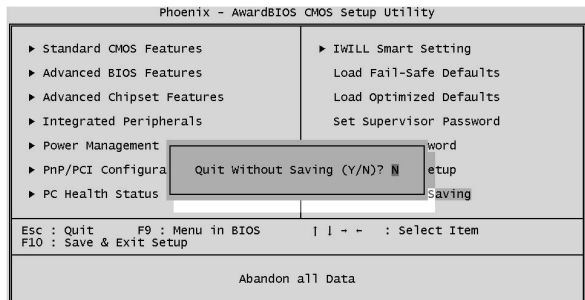 Phoenix - AwardBIOS CMOS Setup Utility
▶ Standard CMOS Features
▶ Advanced BIOS Features
▶ Advanced Chipset Features
▶ Integrated Peripherals
▶ Power Management
▶ PnP/PCI Configura
▶ PC Health Status
▶ IWILL Smart Setting
Load Fail-Safe Defaults
Load Optimized Defaults
Set Supervisor Password
word
etup
Saving
Quit Without Saving (Y/N)? N
Esc : Quit F9 : Menu in BIOS ↑ ↓ → ← : Select Item
F10 : Save & Exit Setup
Abandon all Data